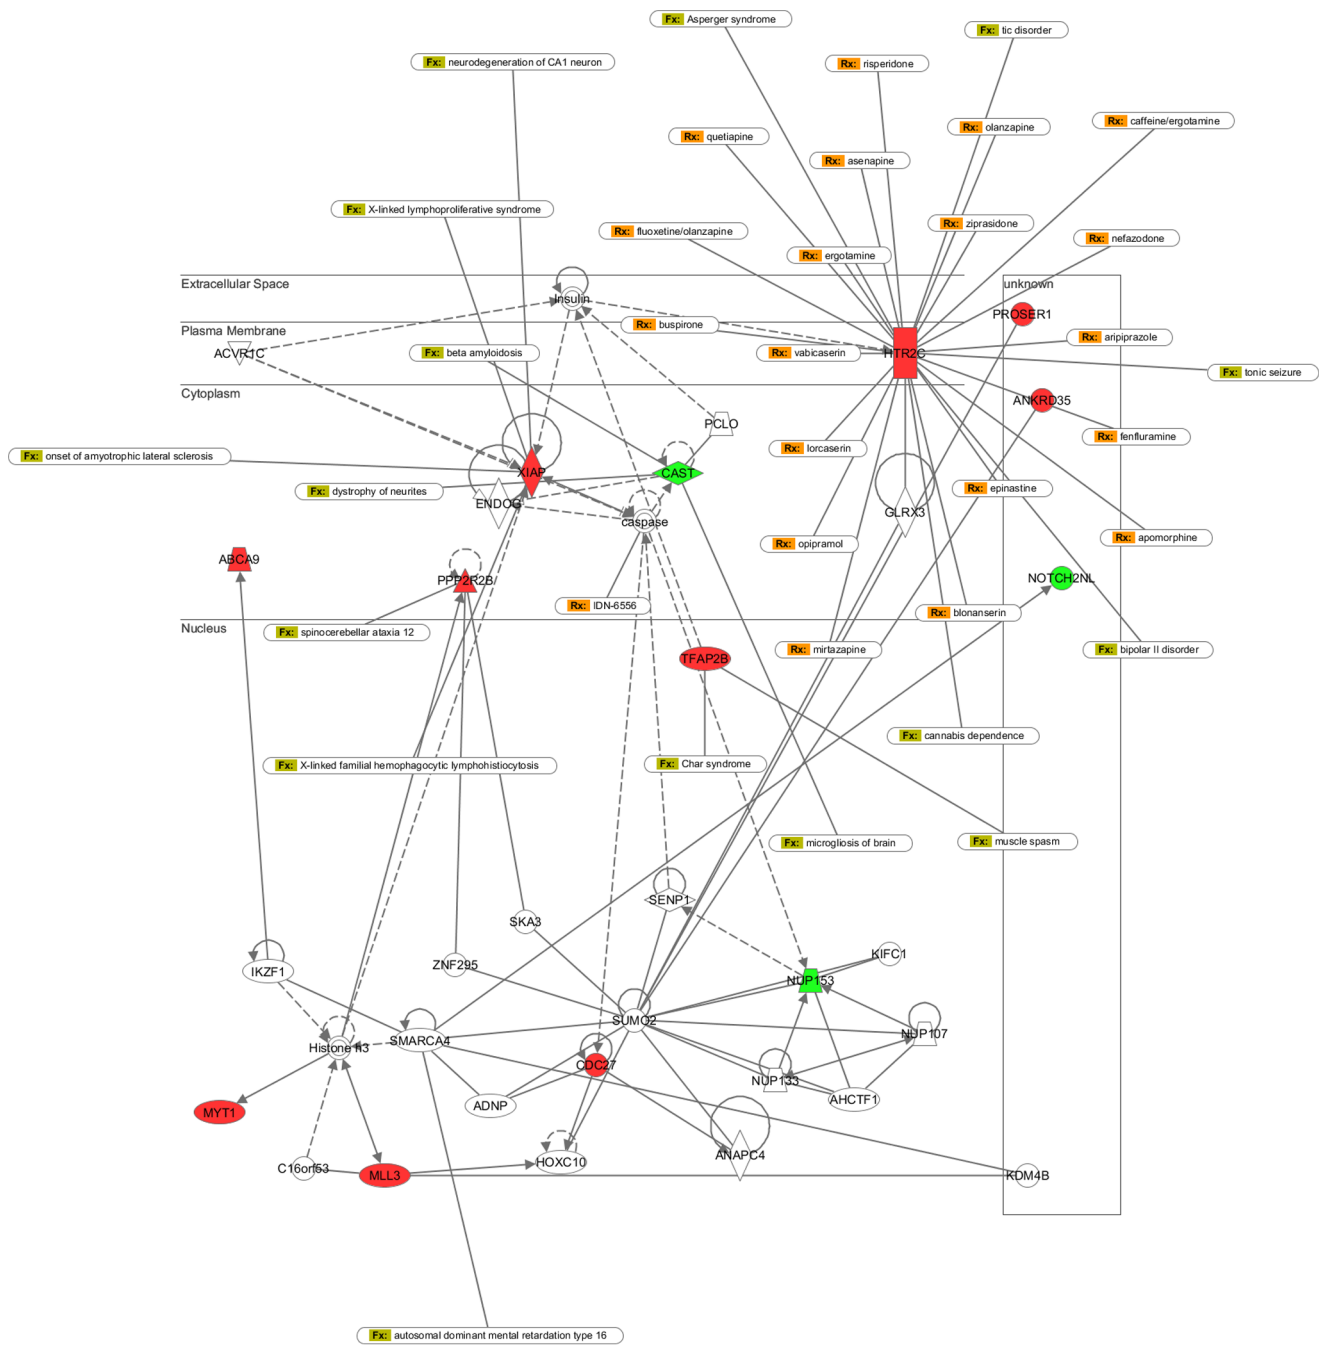 Fx: Asperger syndrome
Fx: tic disorder
Fx: neurodegeneration of CA1 neuron
Rx: risperidone
Rx: caffeine/ergotamine
Rx: olanzapine
Rx: quetiapine
Rx: asenapine
Fx: X-linked lymphoproliferative syndrome
Rx: ziprasidone
Rx: fluoxetine/olanzapine
Rx: nefazodone
Rx: ergotamine
Extracellular Space
unknown
Insulin
PROSER1
Rx: buspirone
Plasma Membrane
Rx: aripiprazole
ACVR1C
Fx: beta amyloidosis
Rx: vabicaserin
HTR2C
Fx: tonic seizure
Cytoplasm
ANKRD35
PCLO
Rx: fenfluramine
Rx: lorcaserin
Fx: onset of amyotrophic lateral sclerosis
XIAP
CAST
Rx: epinastine
Fx: dystrophy of neurites
ENDOG
GLRX3
caspase
Rx: apomorphine
Rx: opipramol
ABCA9
PPP2R2B
NOTCH2NL
Rx: IDN-6556
Rx: blonanserin
Nucleus
Fx: spinocerebellar ataxia 12
Rx: mirtazapine
Fx: bipolar II disorder
TFAP2B
Fx: cannabis dependence
Fx: X-linked familial hemophagocytic lymphohistiocytosis
Fx: Char syndrome
Fx: microgliosis of brain
Fx: muscle spasm
SENP1
SKA3
KIFC1
ZNF295
IKZF1
NUP153
SUMO2
NUP107
SMARCA4
Histone h3
CDC27
NUP133
AHCTF1
ADNP
MYT1
ANAPC4
HOXC10
C16orf53
MLL3
KDM4B
Fx: autosomal dominant mental retardation type 16